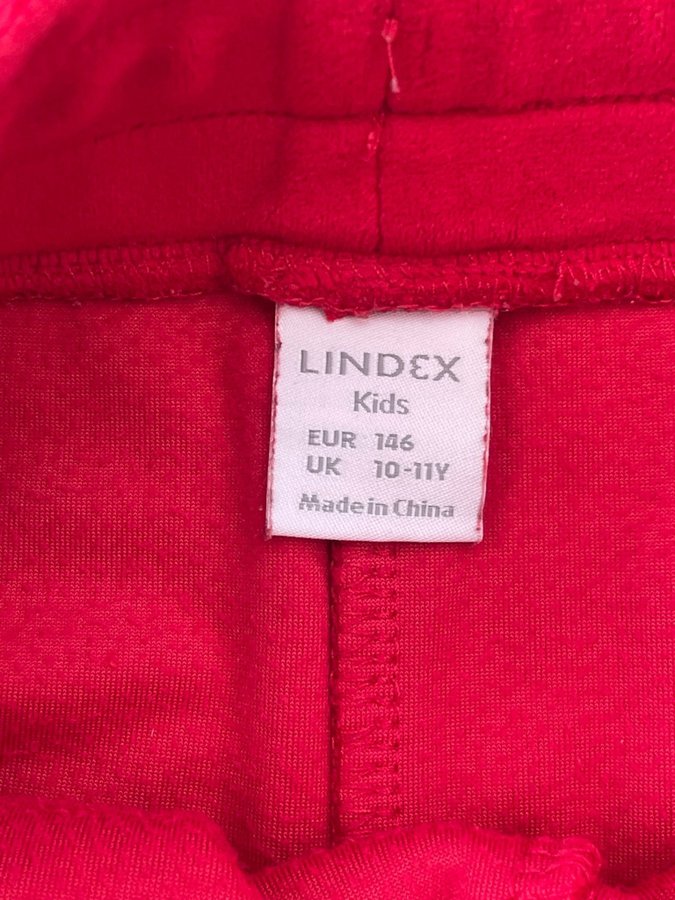 LINDEX
Kids
EUR 146
UK 10-11Y
Made in China